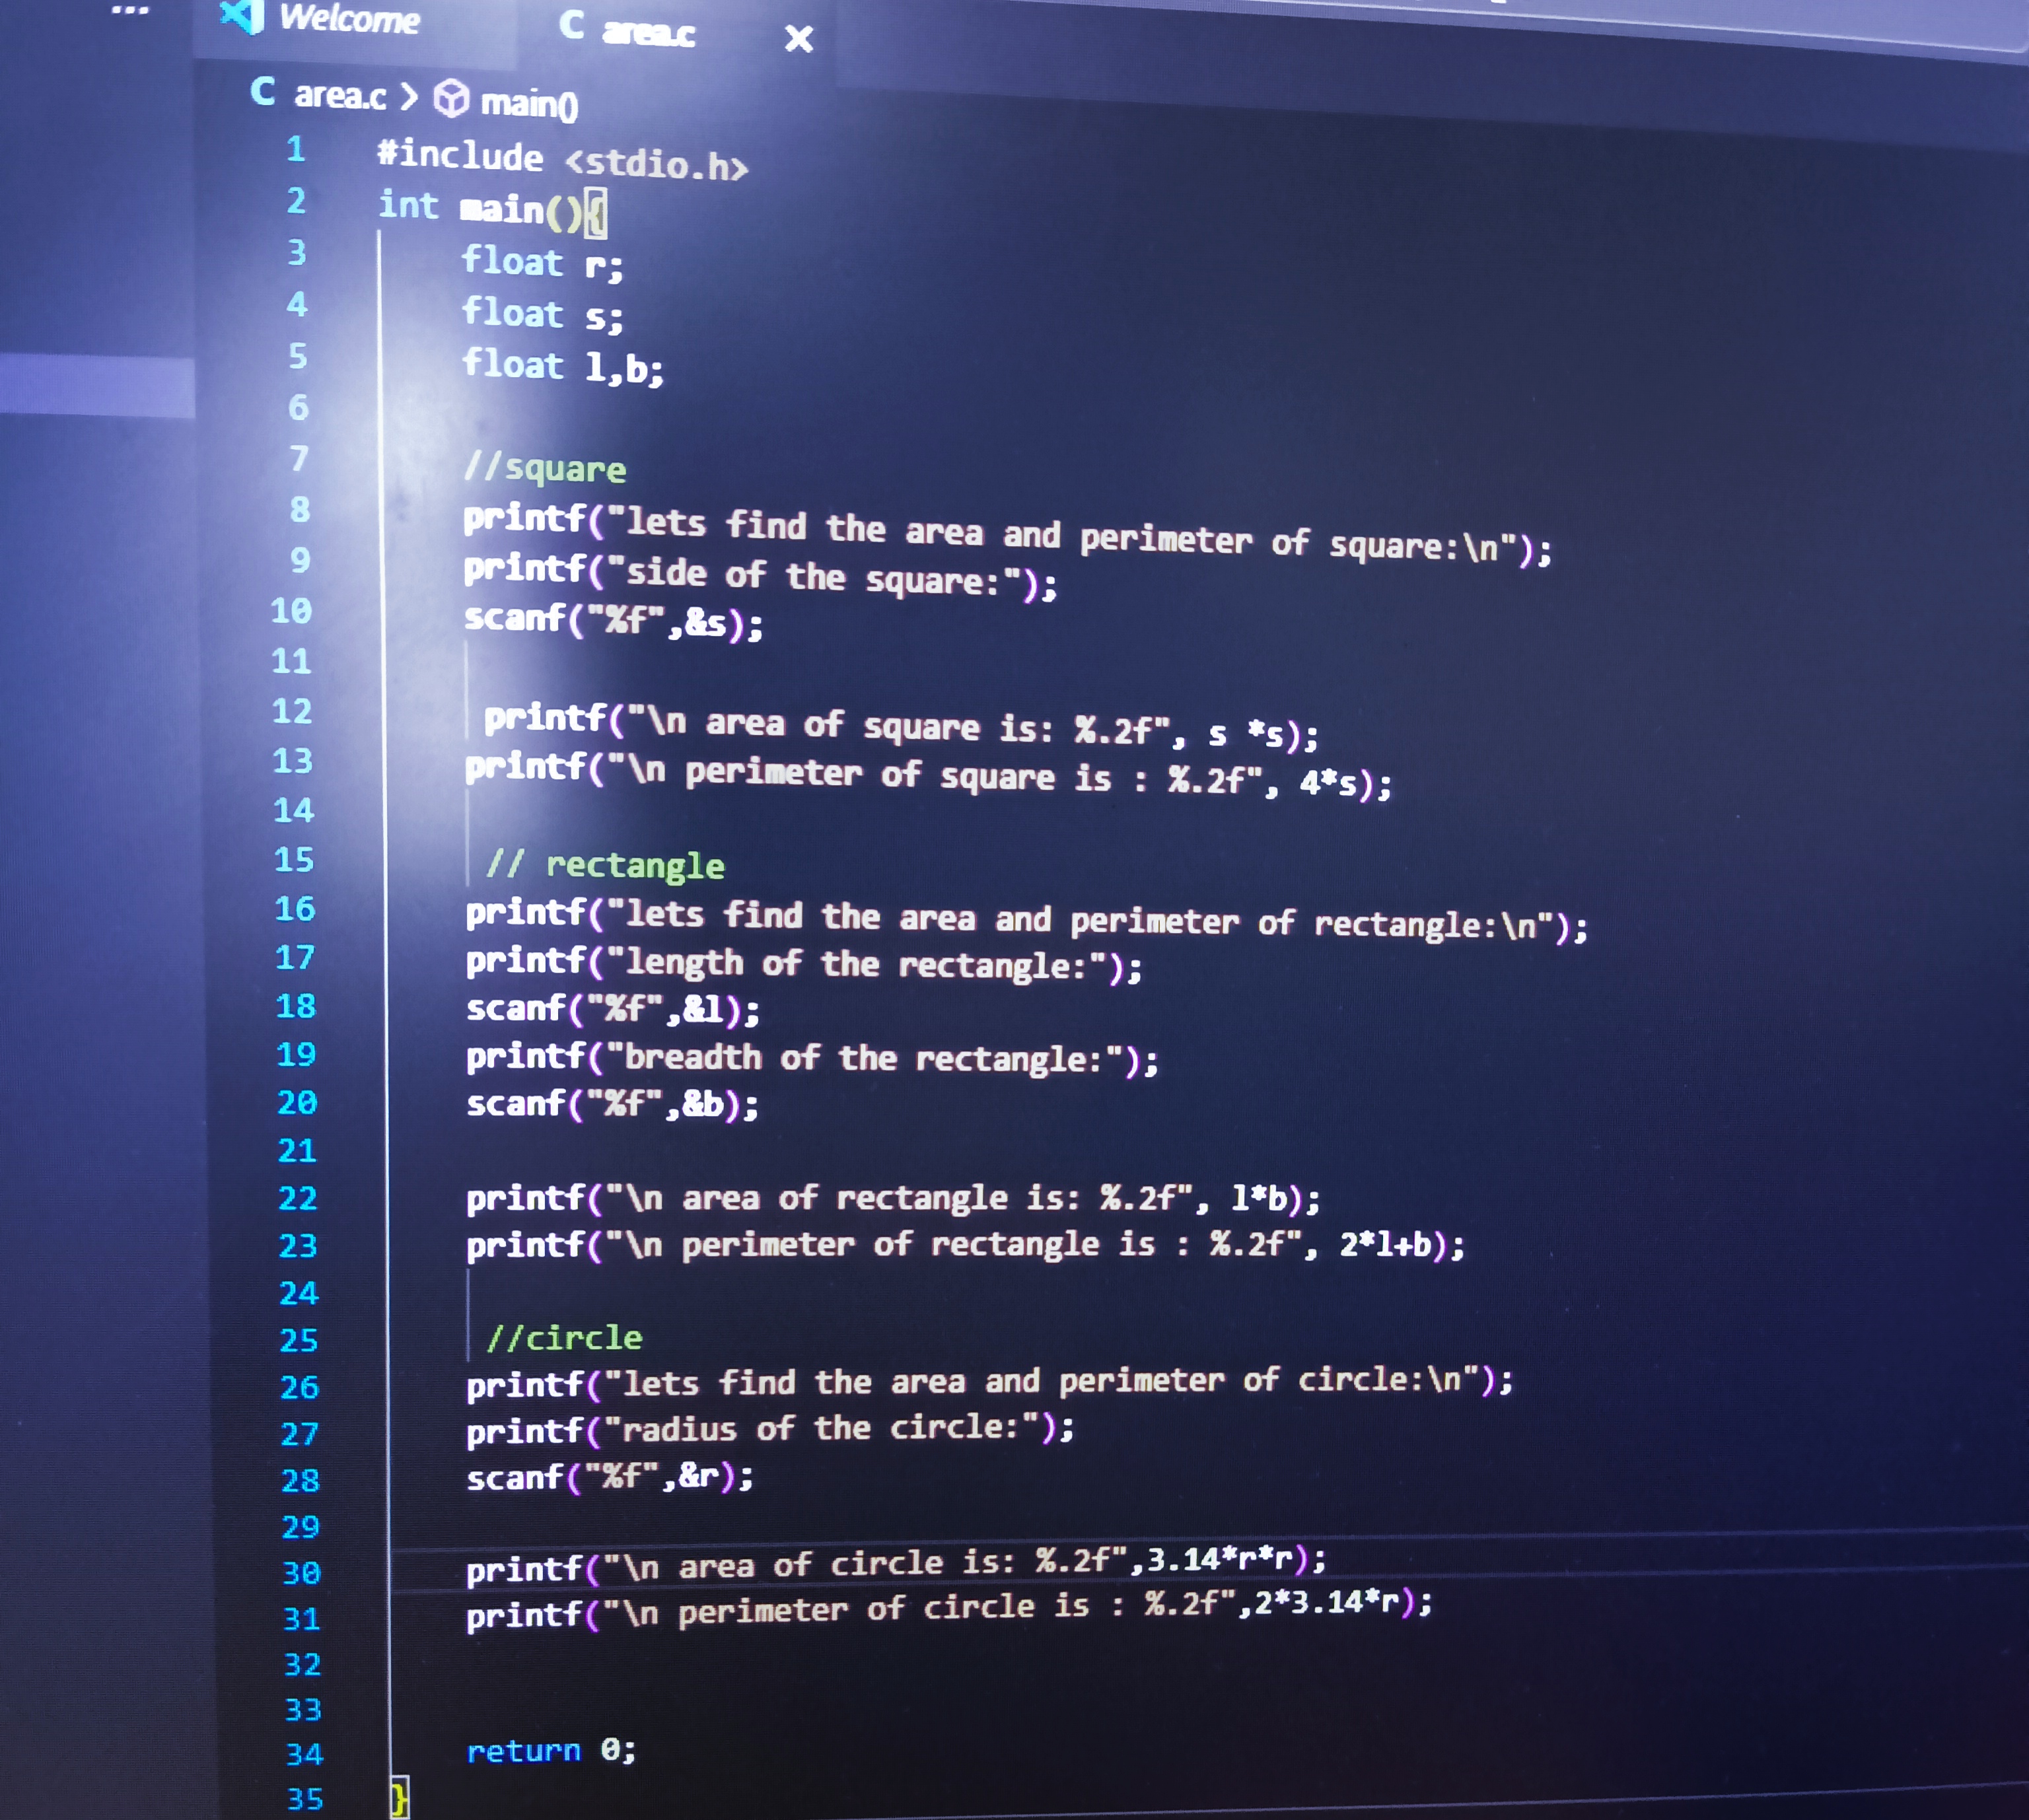 ...
Welcome
C area.c ×
C area.c > main()
1 #include <stdio.h>
2 int main(){
3 float r;
4 float s;
5 float l,b;
6
7 //square
8 printf("lets find the area and perimeter of square:\n");
9 printf("side of the square:");
10 scanf("%f",&s);
11
12 printf("\n area of square is: %.2f", s *s);
13 printf("\n perimeter of square is : %.2f", 4*s);
14
15 // rectangle
16 printf("lets find the area and perimeter of rectangle:\n");
17 printf("length of the rectangle:");
18 scanf("%f",&l);
19 printf("breadth of the rectangle:");
20 scanf("%f",&b);
21
22 printf("\n area of rectangle is: %.2f", l*b);
23 printf("\n perimeter of rectangle is : %.2f", 2*l+b);
24
25 //circle
26 printf("lets find the area and perimeter of circle:\n");
27 printf("radius of the circle:");
28 scanf("%f",&r);
29
30 printf("\n area of circle is: %.2f",3.14*r*r);
31 printf("\n perimeter of circle is : %.2f",2*3.14*r);
32
33
34 return 0;
35 }